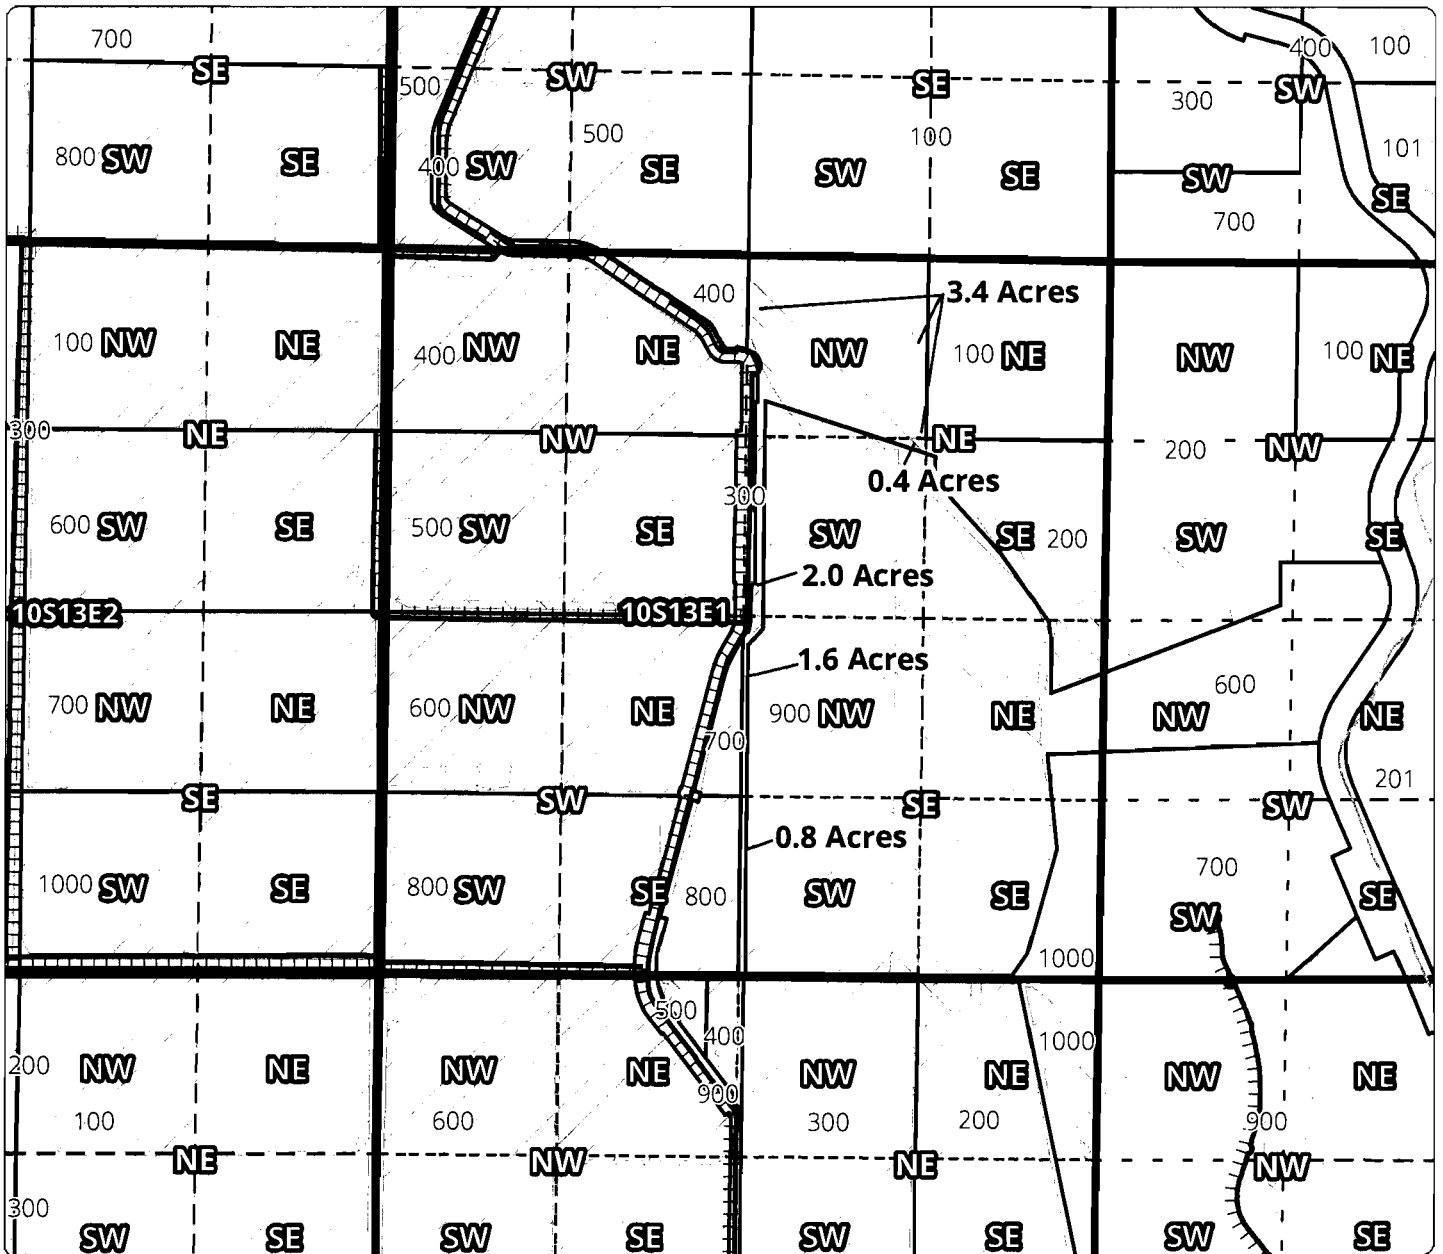 700
400
100
SE
500
SW
SE
SW
300
500
100
101
800 SW
SE
400
SW
SE
SW
SE
SW
SE
700
400
3.4 Acres
100 NW
NE
400 NW
NE
NW
100 NE
NW
100 NE
300
NE
NW
NE
200
NW
0.4 Acres
300
600 SW
SE
500 SW
SE
SW
SE 200
SW
SE
2.0 Acres
10S13E2
10S13E1
1.6 Acres
600
700 NW
NE
600 NW
NE
900 NW
NE
NW
NE
700
201
SE
SW
SE
SW
0.8 Acres
700
1000 SW
SE
800 SW
SE
800
SW
SE
SE
SW
1000
500
400
1000
200
NW
NE
NW
NE
NW
NE
NW
NE
900
100
600
300
200
900
NE
NW
NE
NW
300
SW
SE
SW
SE
SW
SE
SW
SE